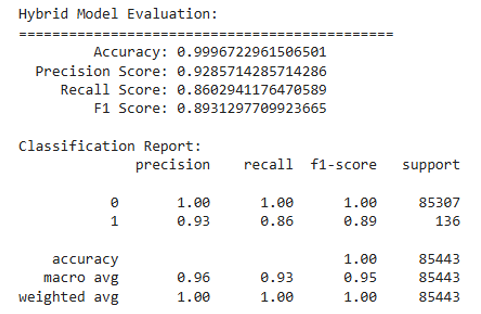 Hybrid Model Evaluation:
=============================================
Accuracy: 0.9996722961506501
Precision Score: 0.9285714285714286
Recall Score: 0.8602941176470589
F1 Score: 0.8931297709923665
Classification Report:
precision recall f1-score support
0 1.00 1.00 1.00 85307
1 0.93 0.86 0.89 136
accuracy 1.00 85443
macro avg 0.96 0.93 0.95 85443
weighted avg 1.00 1.00 1.00 85443